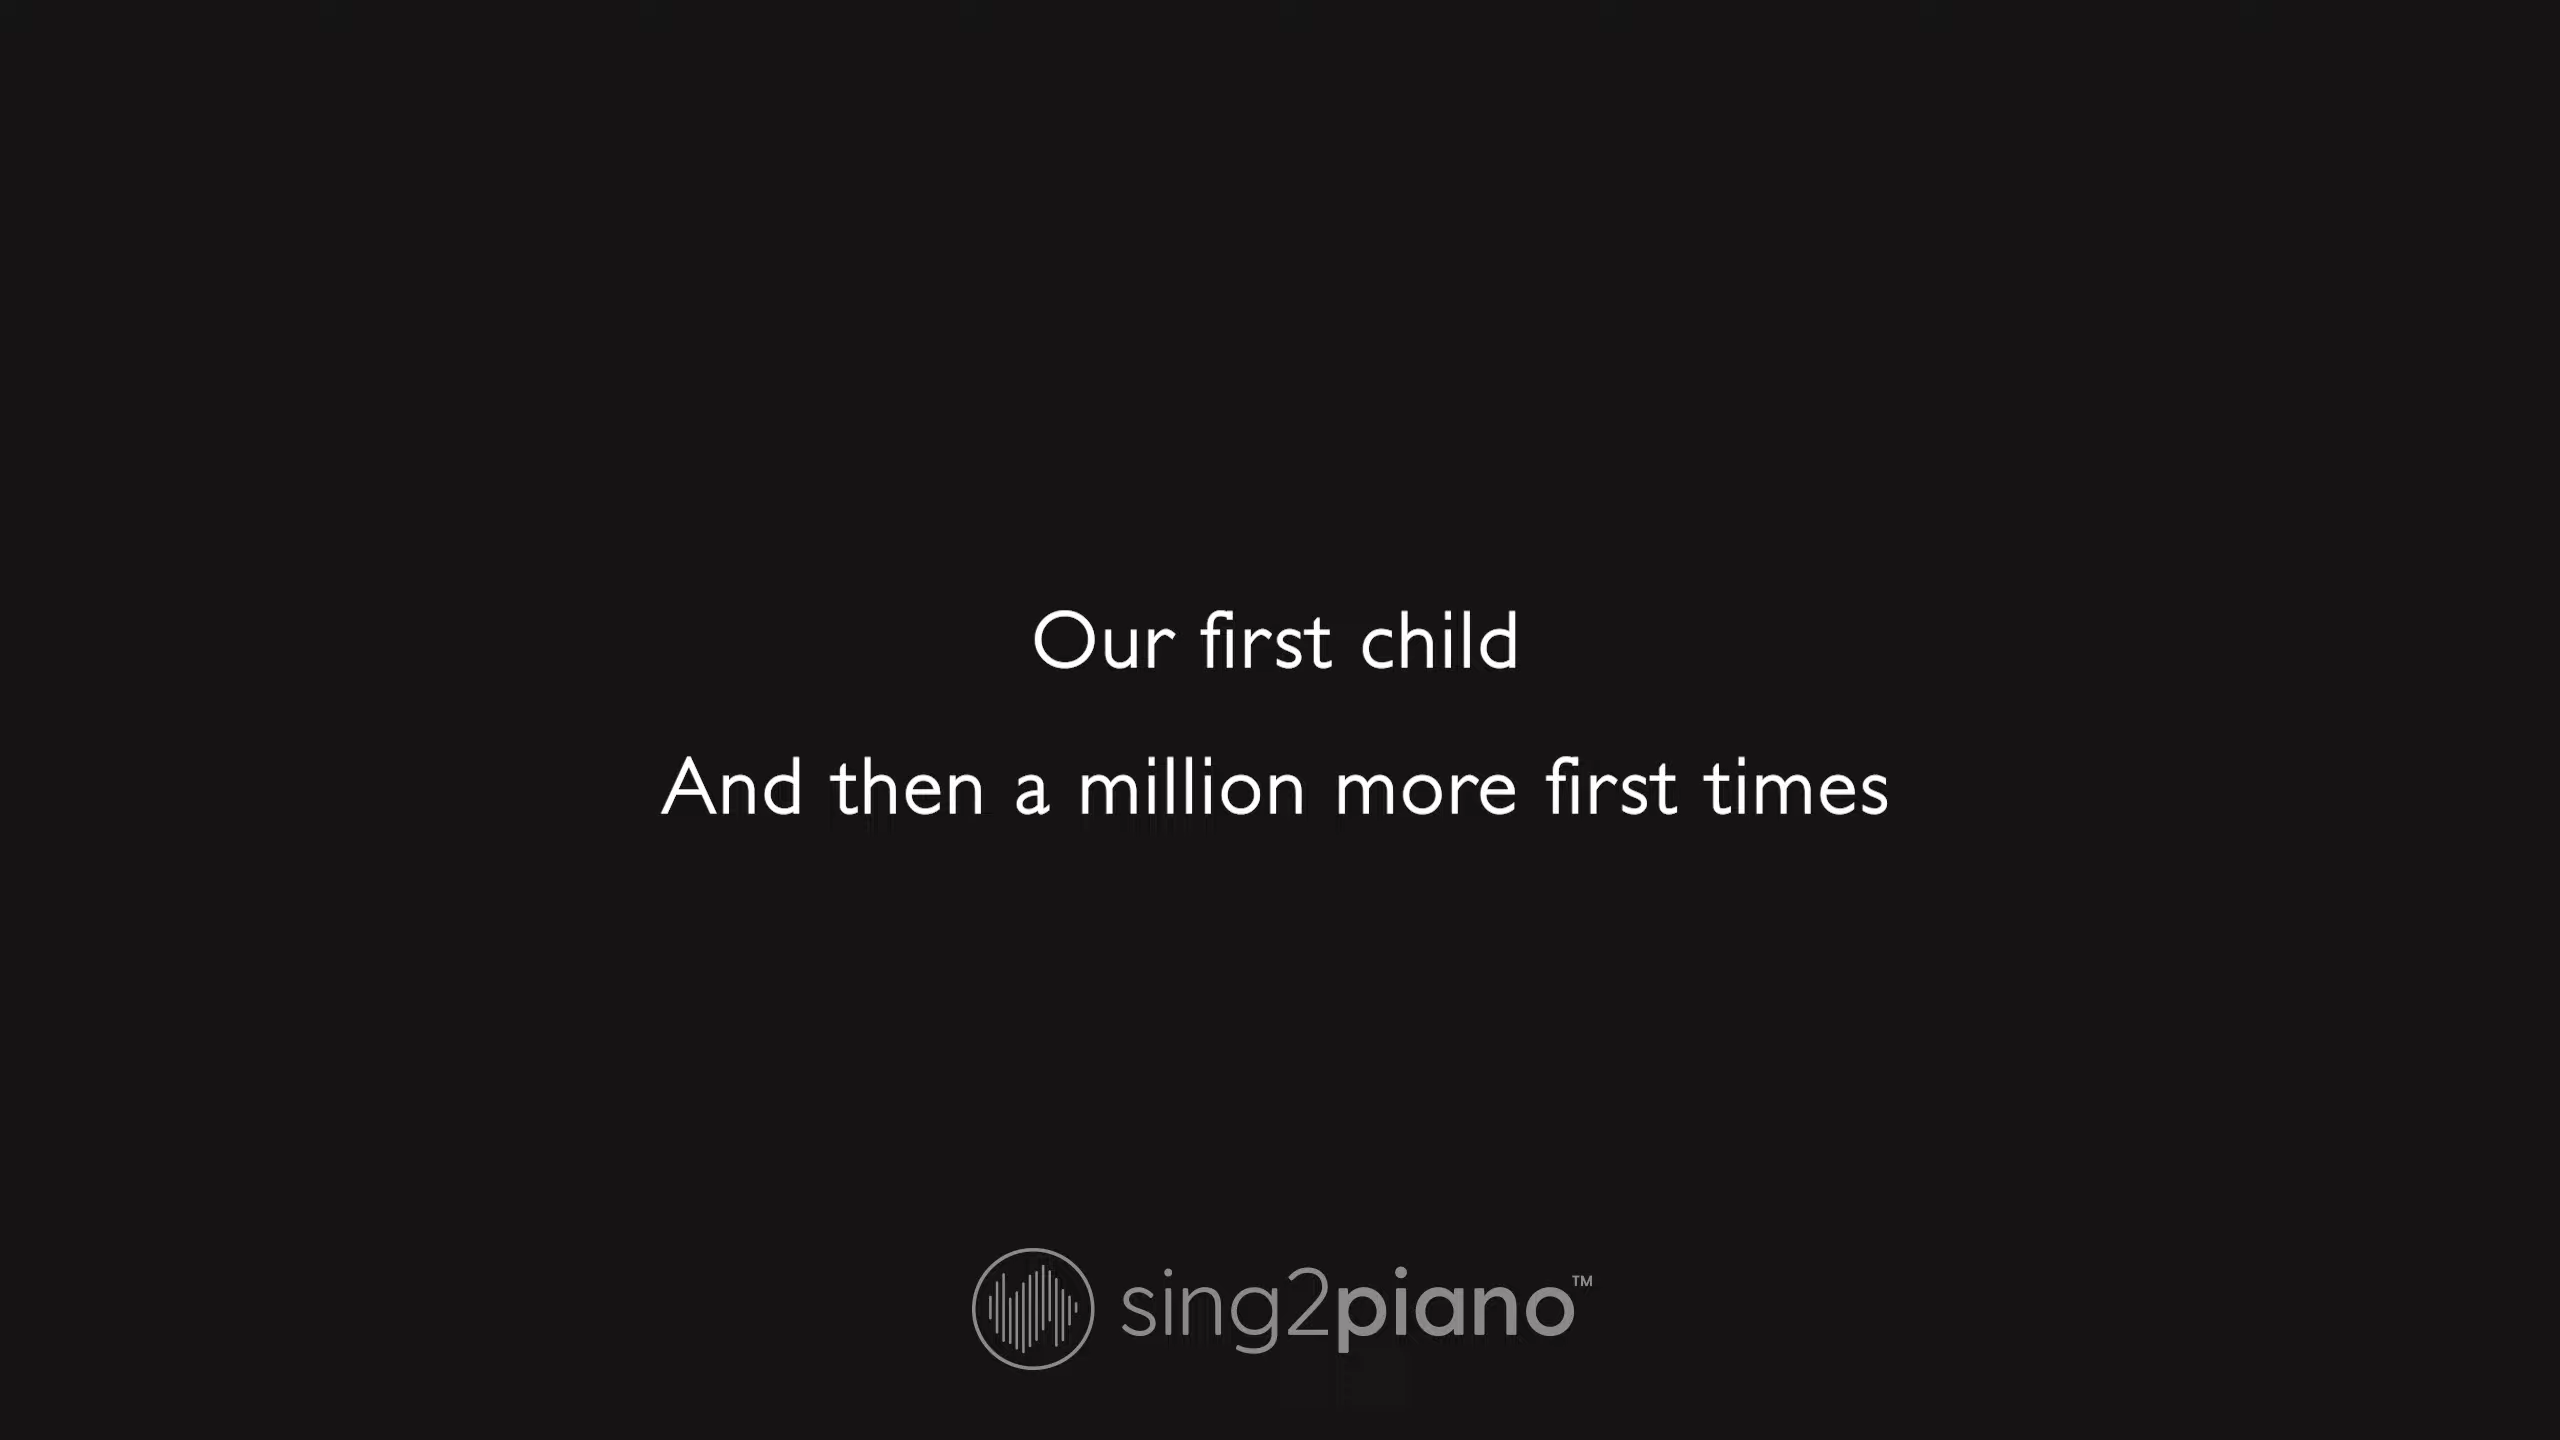 Our first child
And then a million more first times
sing2piano™